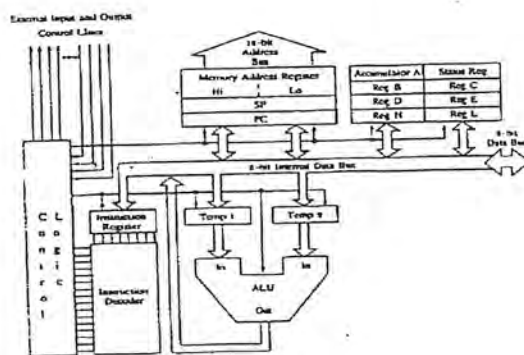 External Input and Output
Control Lines
16-bit
Address
Bus
Memory Address Register
Hi Lo
SP
PC
Accumulator A Status Reg
Reg B Reg C
Reg D Reg E
Reg H Reg L
8-bit
Data Bus
8-bit Internal Data Bus
Control
Logic
Instruction
Register
Temp 1
Temp 2
Instruction
Decoder
In
In
ALU
Out